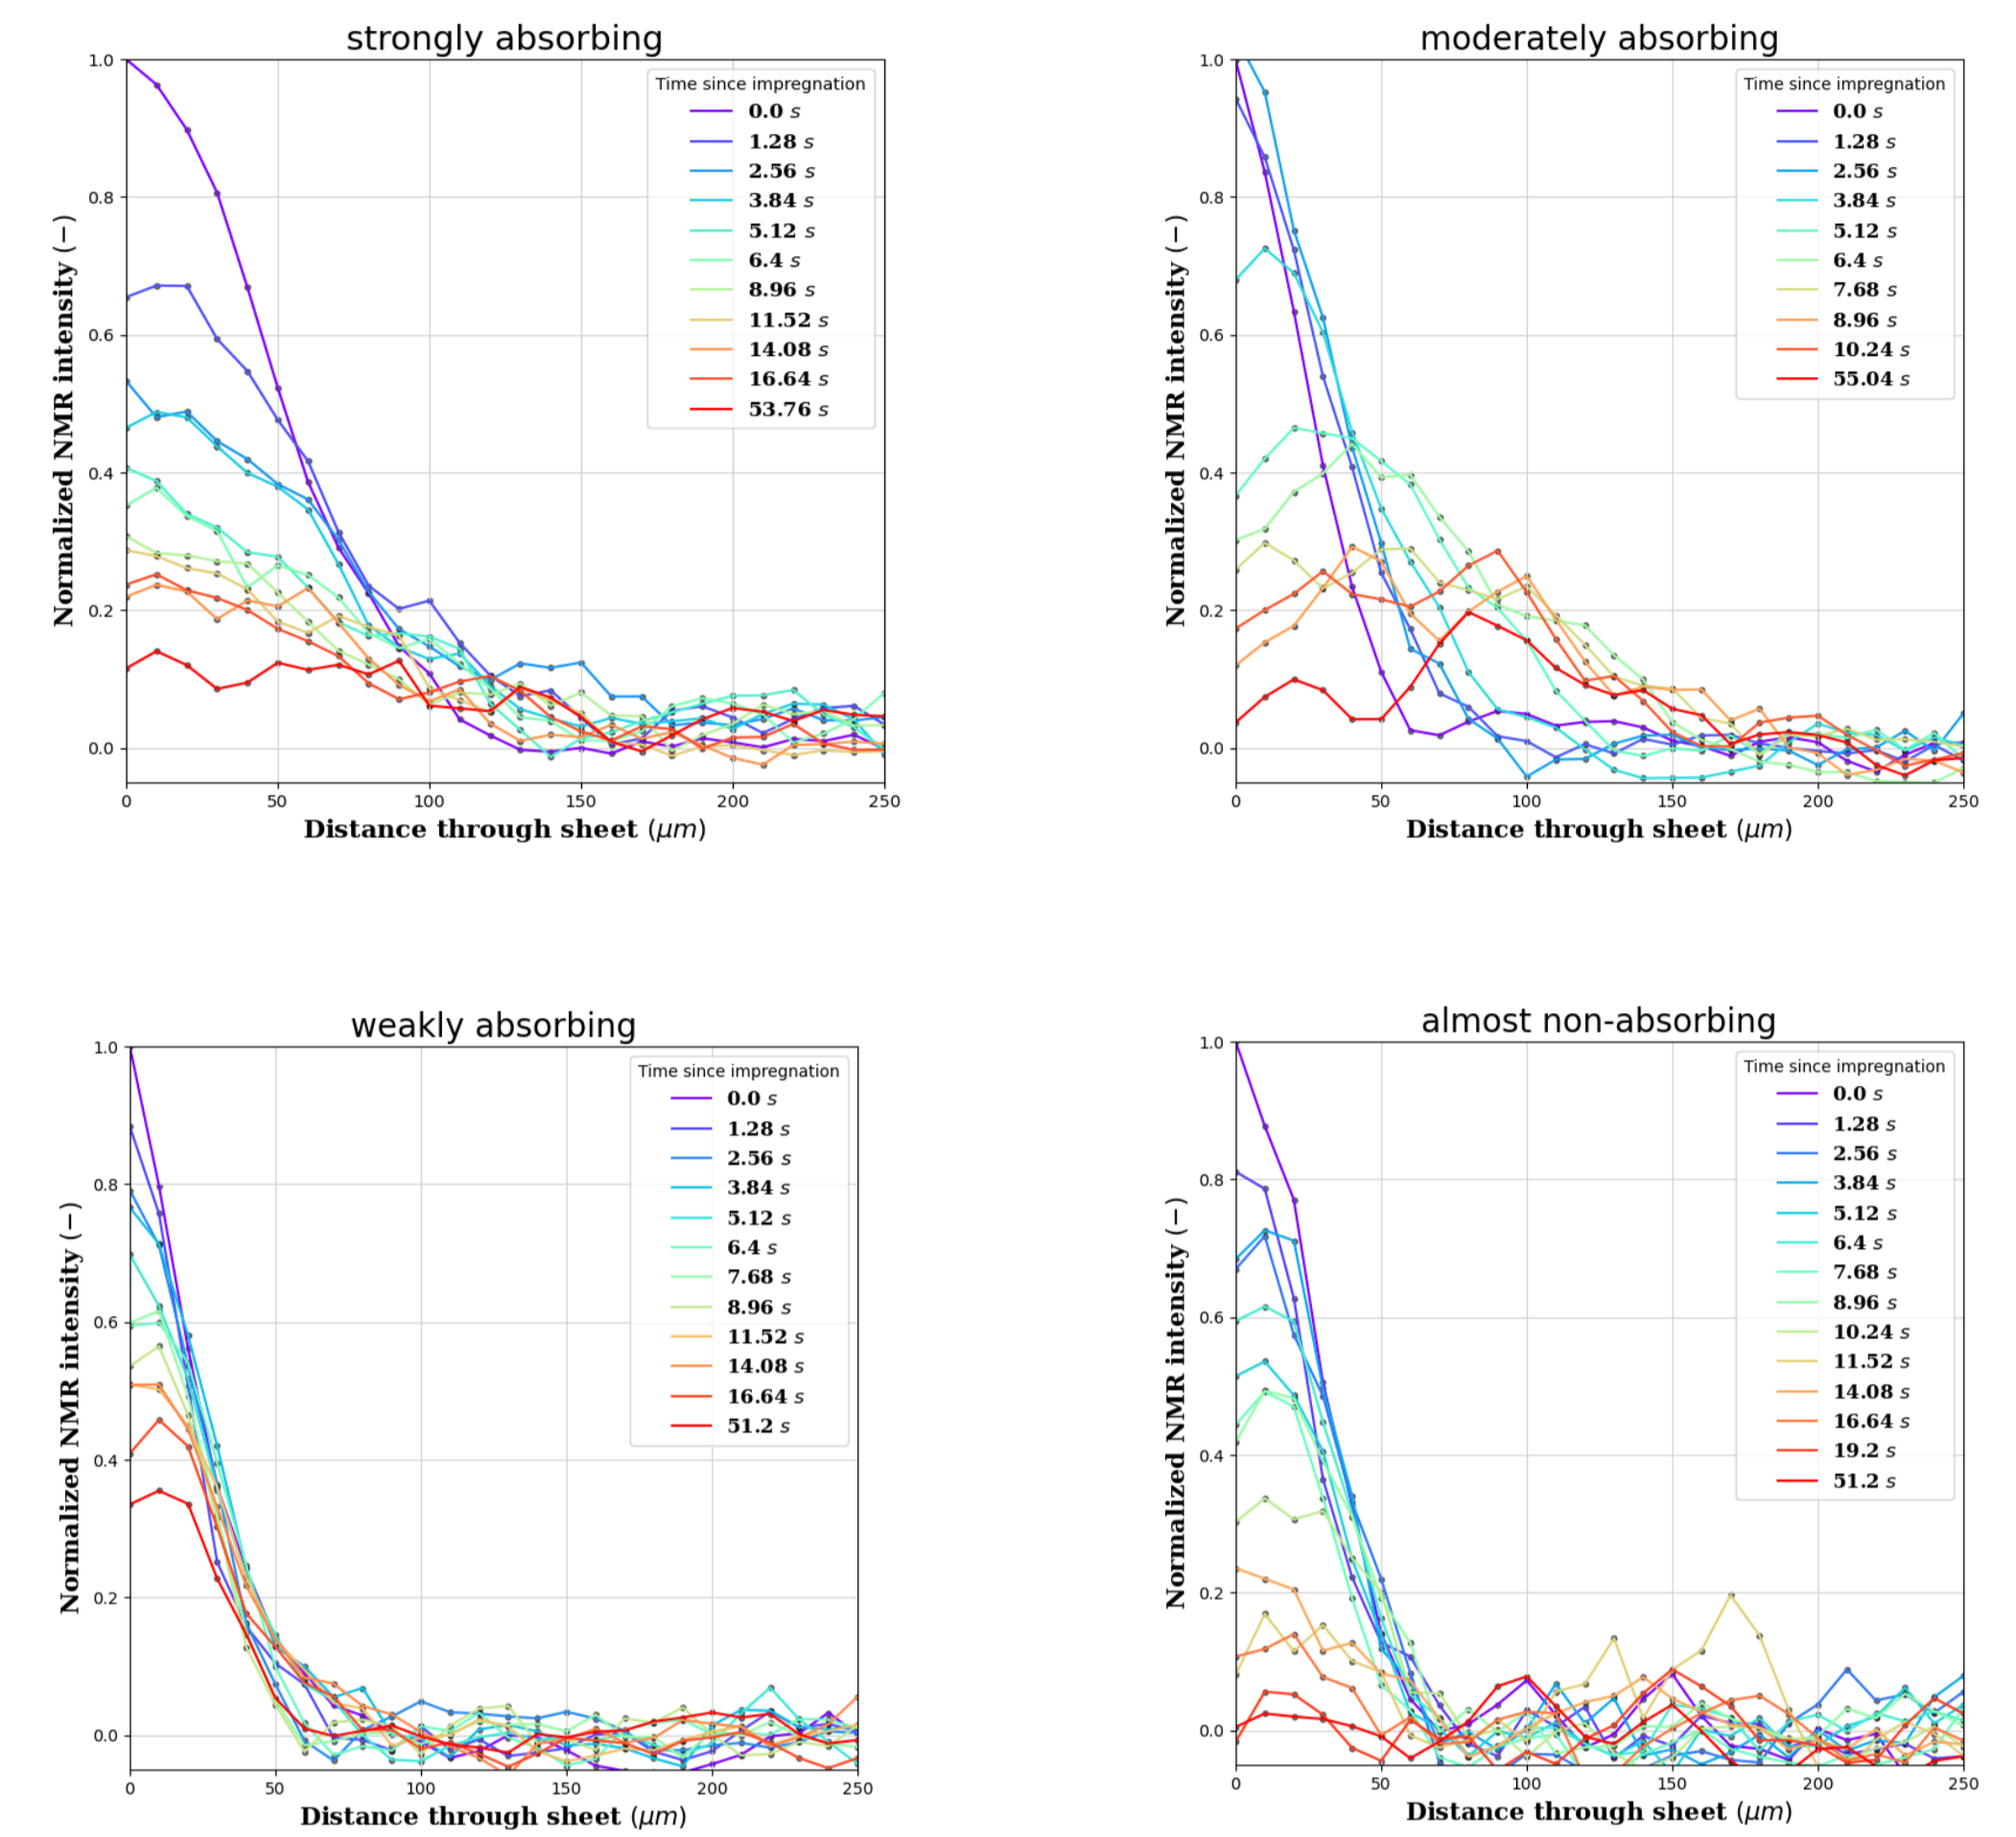 strongly absorbing
Normalized NMR intensity (−)
1.0
0.8
0.6
0.4
0.2
0.0
Time since impregnation
0.0 s
1.28 s
2.56 s
3.84 s
5.12 s
6.4 s
8.96 s
11.52 s
14.08 s
16.64 s
53.76 s
0 50 100 150 200 250
Distance through sheet (μm)
moderately absorbing
Normalized NMR intensity (−)
1.0
0.8
0.6
0.4
0.2
0.0
Time since impregnation
0.0 s
1.28 s
2.56 s
3.84 s
5.12 s
6.4 s
7.68 s
8.96 s
10.24 s
55.04 s
0 50 100 150 200 250
Distance through sheet (μm)
weakly absorbing
Normalized NMR intensity (−)
1.0
0.8
0.6
0.4
0.2
0.0
Time since impregnation
0.0 s
1.28 s
2.56 s
3.84 s
5.12 s
6.4 s
7.68 s
8.96 s
11.52 s
14.08 s
16.64 s
51.2 s
0 50 100 150 200 250
Distance through sheet (μm)
almost non-absorbing
Normalized NMR intensity (−)
1.0
0.8
0.6
0.4
0.2
0.0
Time since impregnation
0.0 s
1.28 s
2.56 s
3.84 s
5.12 s
6.4 s
7.68 s
8.96 s
10.24 s
11.52 s
14.08 s
16.64 s
19.2 s
51.2 s
0 50 100 150 200 250
Distance through sheet (μm)